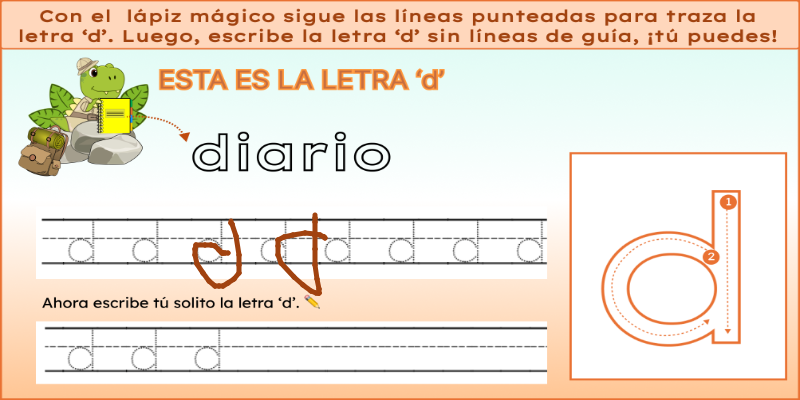 Con el lápiz mágico sigue las líneas punteadas para traza la
letra ‘d’. Luego, escribe la letra ‘d’ sin líneas de guía, ¡tú puedes!
ESTA ES LA LETRA ‘d’
diario
1
2
d d d d d d d d
d d
Ahora escribe tú solito la letra ‘d’. ✏️
d d d